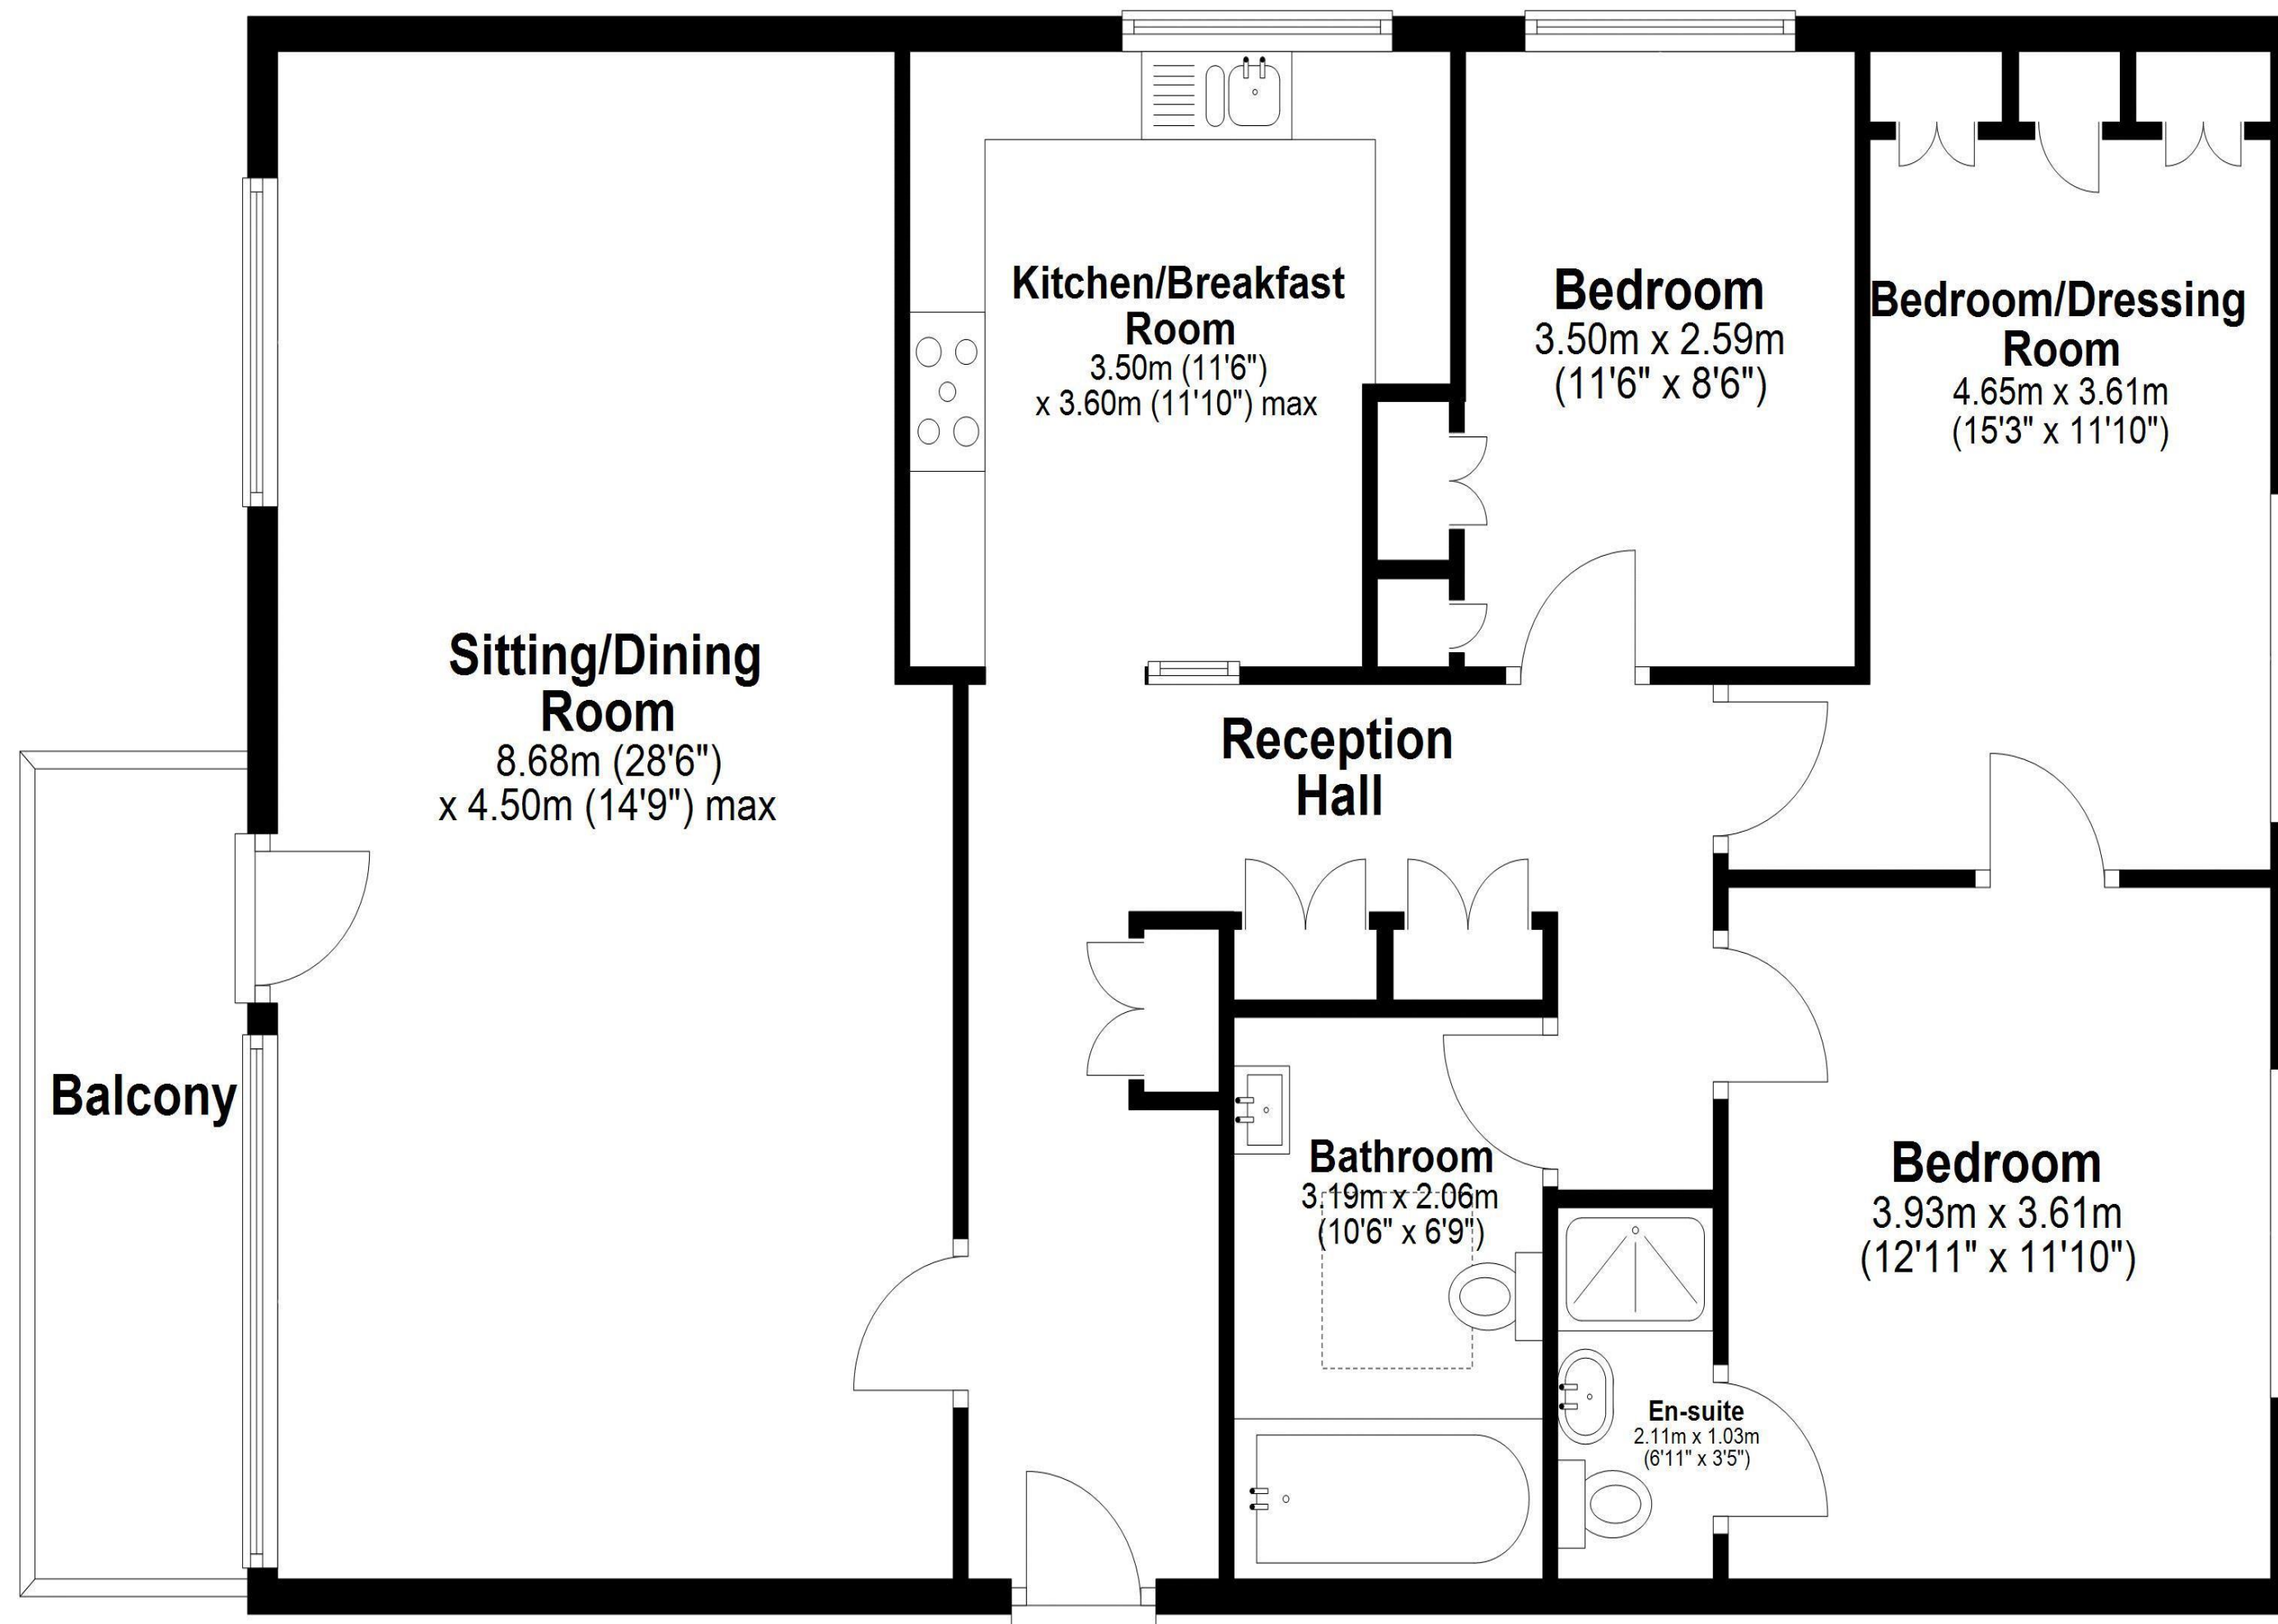 Kitchen/Breakfast
Room
3.50m (11'6")
x 3.60m (11'10") max
Bedroom
3.50m x 2.59m
(11'6" x 8'6")
Bedroom/Dressing
Room
4.65m x 3.61m
(15'3" x 11'10")
Sitting/Dining
Room
8.68m (28'6")
x 4.50m (14'9") max
Reception
Hall
Balcony
Bathroom
3.19m x 2.06m
(10'6" x 6'9")
Bedroom
3.93m x 3.61m
(12'11" x 11'10")
En-suite
2.11m x 1.03m
(6'11" x 3'5")